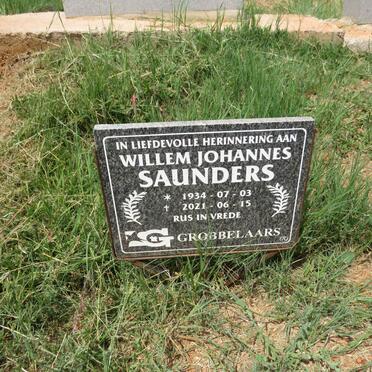 IN LIEFDEVOLLE HERINNERING AAN
WILLEM JOHANNES
SAUNDERS
* 1934 - 07 - 03
✝ 2021 - 06 - 15
RUS IN VREDE
G GROBBELAARS